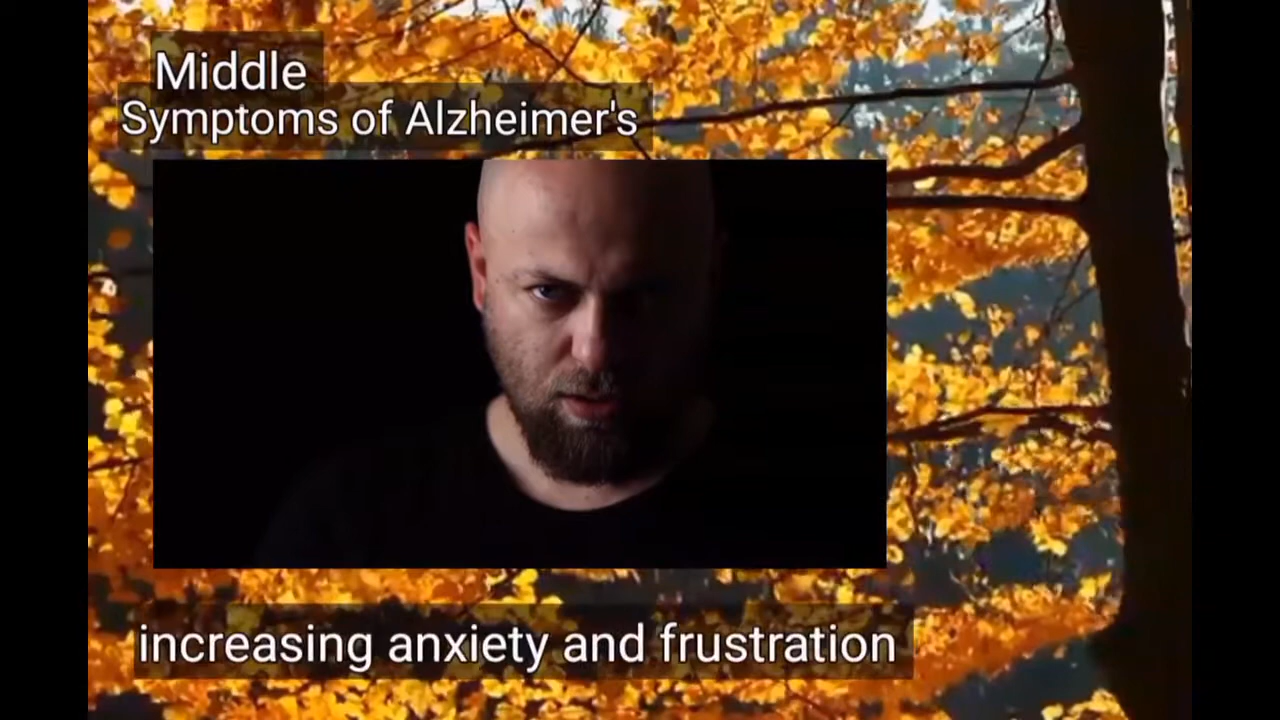 Middle
Symptoms of Alzheimer's
increasing anxiety and frustration